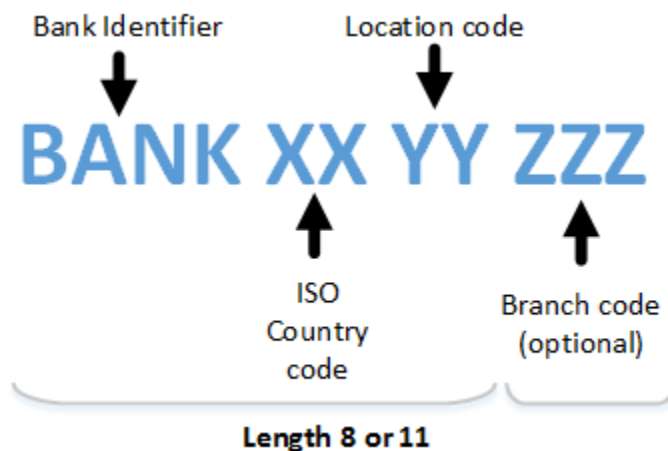 Bank Identifier
Location code
BANK XX YY ZZZ
ISO
Country
code
Branch code
(optional)
Length 8 or 11